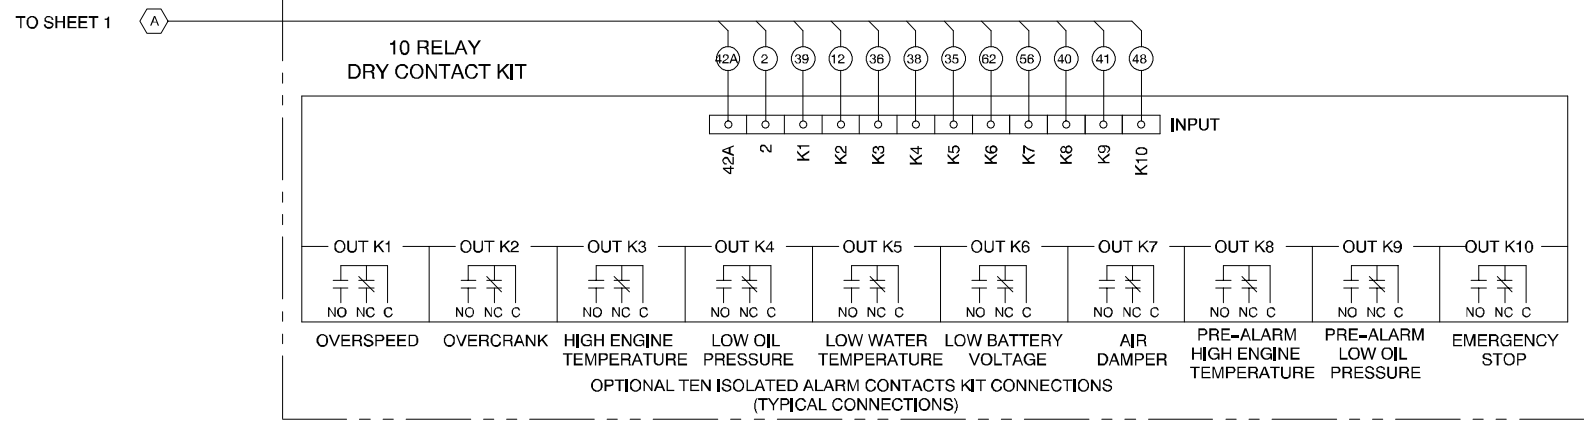 TO SHEET 1
A
10 RELAY
DRY CONTACT KIT
42A 2 39 12 36 38 35 62 56 40 41 48
INPUT
42A 2 K1 K2 K3 K4 K5 K6 K7 K8 K9 K10
OUT K1 OUT K2 OUT K3 OUT K4 OUT K5 OUT K6 OUT K7 OUT K8 OUT K9 OUT K10
NO NC C NO NC C NO NC C NO NC C NO NC C NO NC C NO NC C NO NC C NO NC C NO NC C
OVERSPEED
OVERCRANK
HIGH ENGINE
TEMPERATURE
LOW OIL
PRESSURE
LOW WATER
TEMPERATURE
LOW BATTERY
VOLTAGE
AIR
DAMPER
PRE-ALARM
HIGH ENGINE
TEMPERATURE
PRE-ALARM
LOW OIL
PRESSURE
EMERGENCY
STOP
OPTIONAL TEN ISOLATED ALARM CONTACTS KIT CONNECTIONS
(TYPICAL CONNECTIONS)